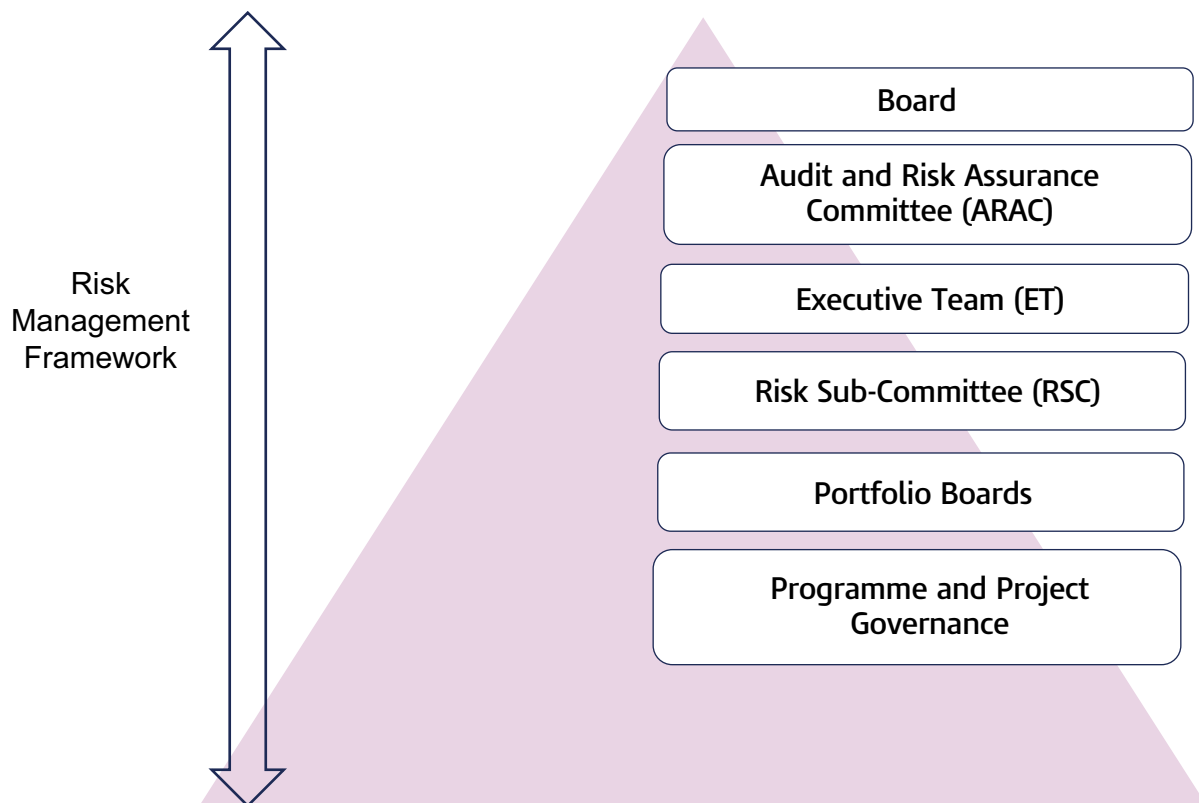 Board
Audit and Risk Assurance
Committee (ARAC)
Executive Team (ET)
Risk
Management
Framework
Risk Sub-Committee (RSC)
Portfolio Boards
Programme and Project
Governance